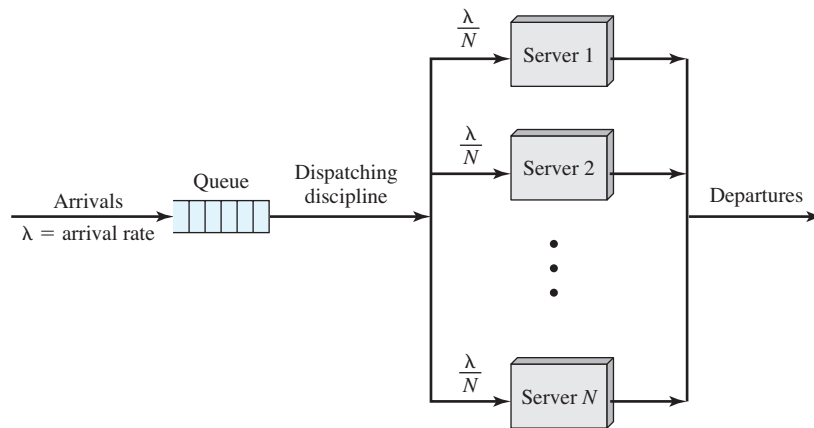 λ
N
Server 1
λ
N
Server 2
Dispatching
discipline
Queue
Arrivals
λ = arrival rate
Departures
λ
N
Server N